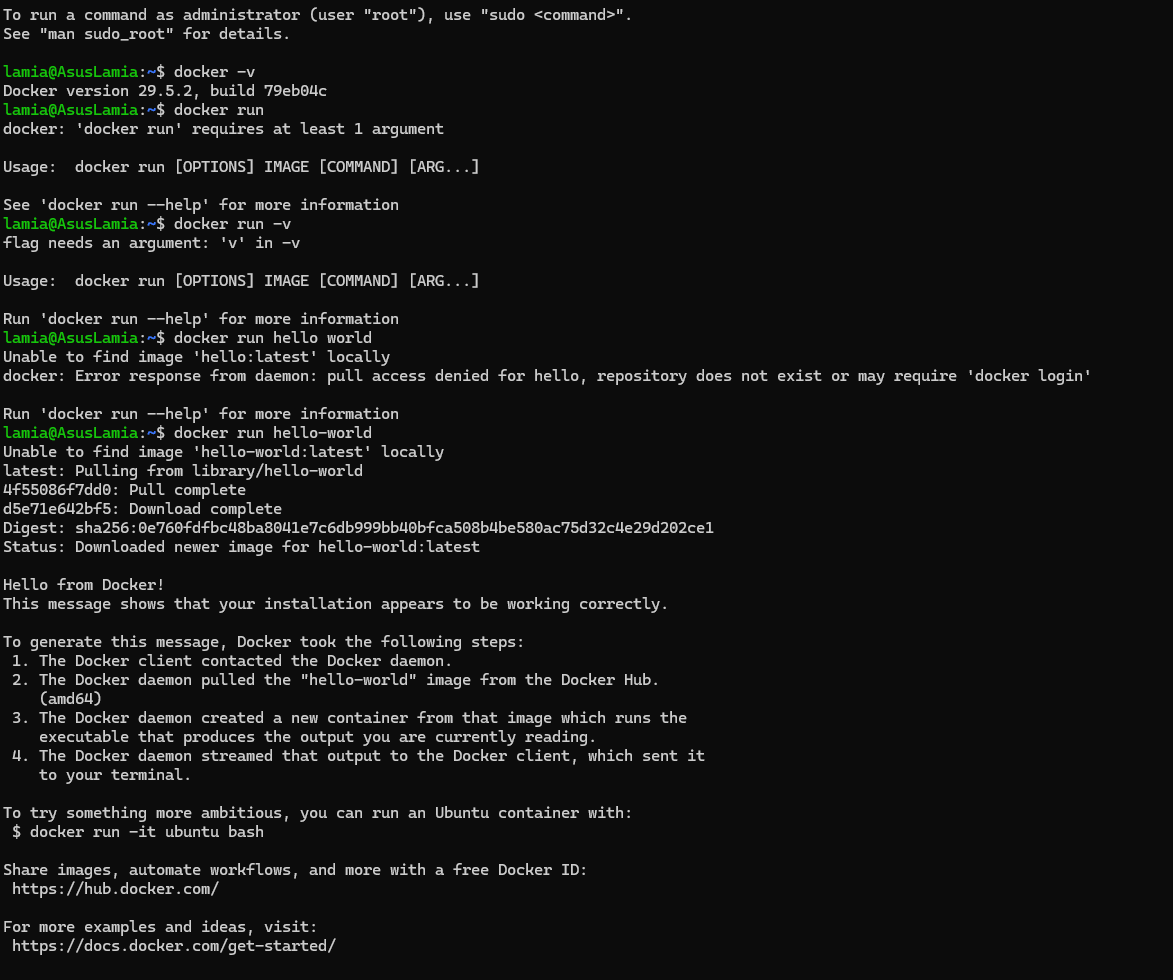 To run a command as administrator (user "root"), use "sudo <command>".
See "man sudo_root" for details.

lamia@AsusLamia:~$ docker -v
Docker version 29.5.2, build 79eb04c
lamia@AsusLamia:~$ docker run
docker: 'docker run' requires at least 1 argument

Usage:  docker run [OPTIONS] IMAGE [COMMAND] [ARG...]

See 'docker run --help' for more information
lamia@AsusLamia:~$ docker run -v
flag needs an argument: 'v' in -v

Usage:  docker run [OPTIONS] IMAGE [COMMAND] [ARG...]

Run 'docker run --help' for more information
lamia@AsusLamia:~$ docker run hello world
Unable to find image 'hello:latest' locally
docker: Error response from daemon: pull access denied for hello, repository does not exist or may require 'docker login'

Run 'docker run --help' for more information
lamia@AsusLamia:~$ docker run hello-world
Unable to find image 'hello-world:latest' locally
latest: Pulling from library/hello-world
4f55086f7dd0: Pull complete
d5e71e642bf5: Download complete
Digest: sha256:0e760fdfbc48ba8041e7c6db999bb40bfca508b4be580ac75d32c4e29d202ce1
Status: Downloaded newer image for hello-world:latest

Hello from Docker!
This message shows that your installation appears to be working correctly.

To generate this message, Docker took the following steps:
 1. The Docker client contacted the Docker daemon.
 2. The Docker daemon pulled the "hello-world" image from the Docker Hub.
    (amd64)
 3. The Docker daemon created a new container from that image which runs the
    executable that produces the output you are currently reading.
 4. The Docker daemon streamed that output to the Docker client, which sent it
    to your terminal.

To try something more ambitious, you can run an Ubuntu container with:
 $ docker run -it ubuntu bash

Share images, automate workflows, and more with a free Docker ID:
 https://hub.docker.com/

For more examples and ideas, visit:
 https://docs.docker.com/get-started/